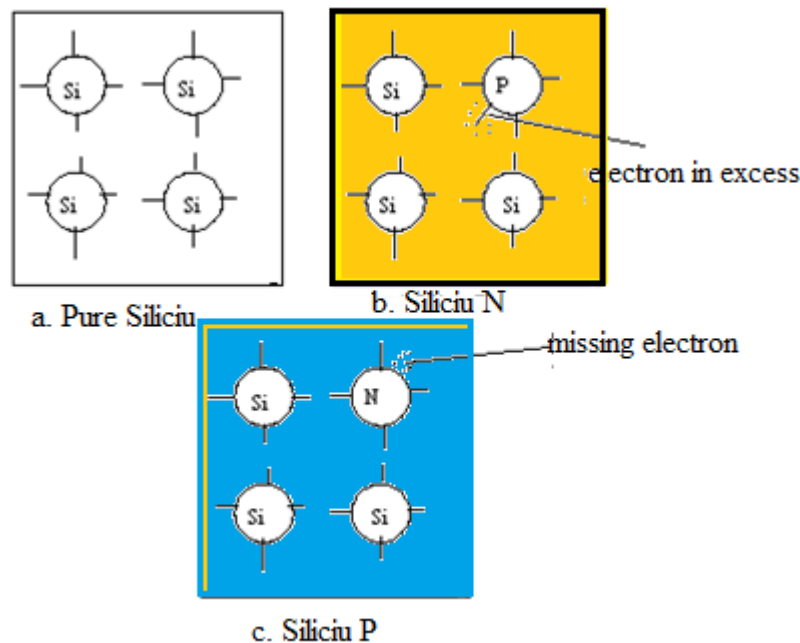 Si Si
Si Si
a. Pure Siliciu
Si P
electron in excess
Si Si
b. Siliciu N
missing electron
Si N
Si Si
c. Siliciu P